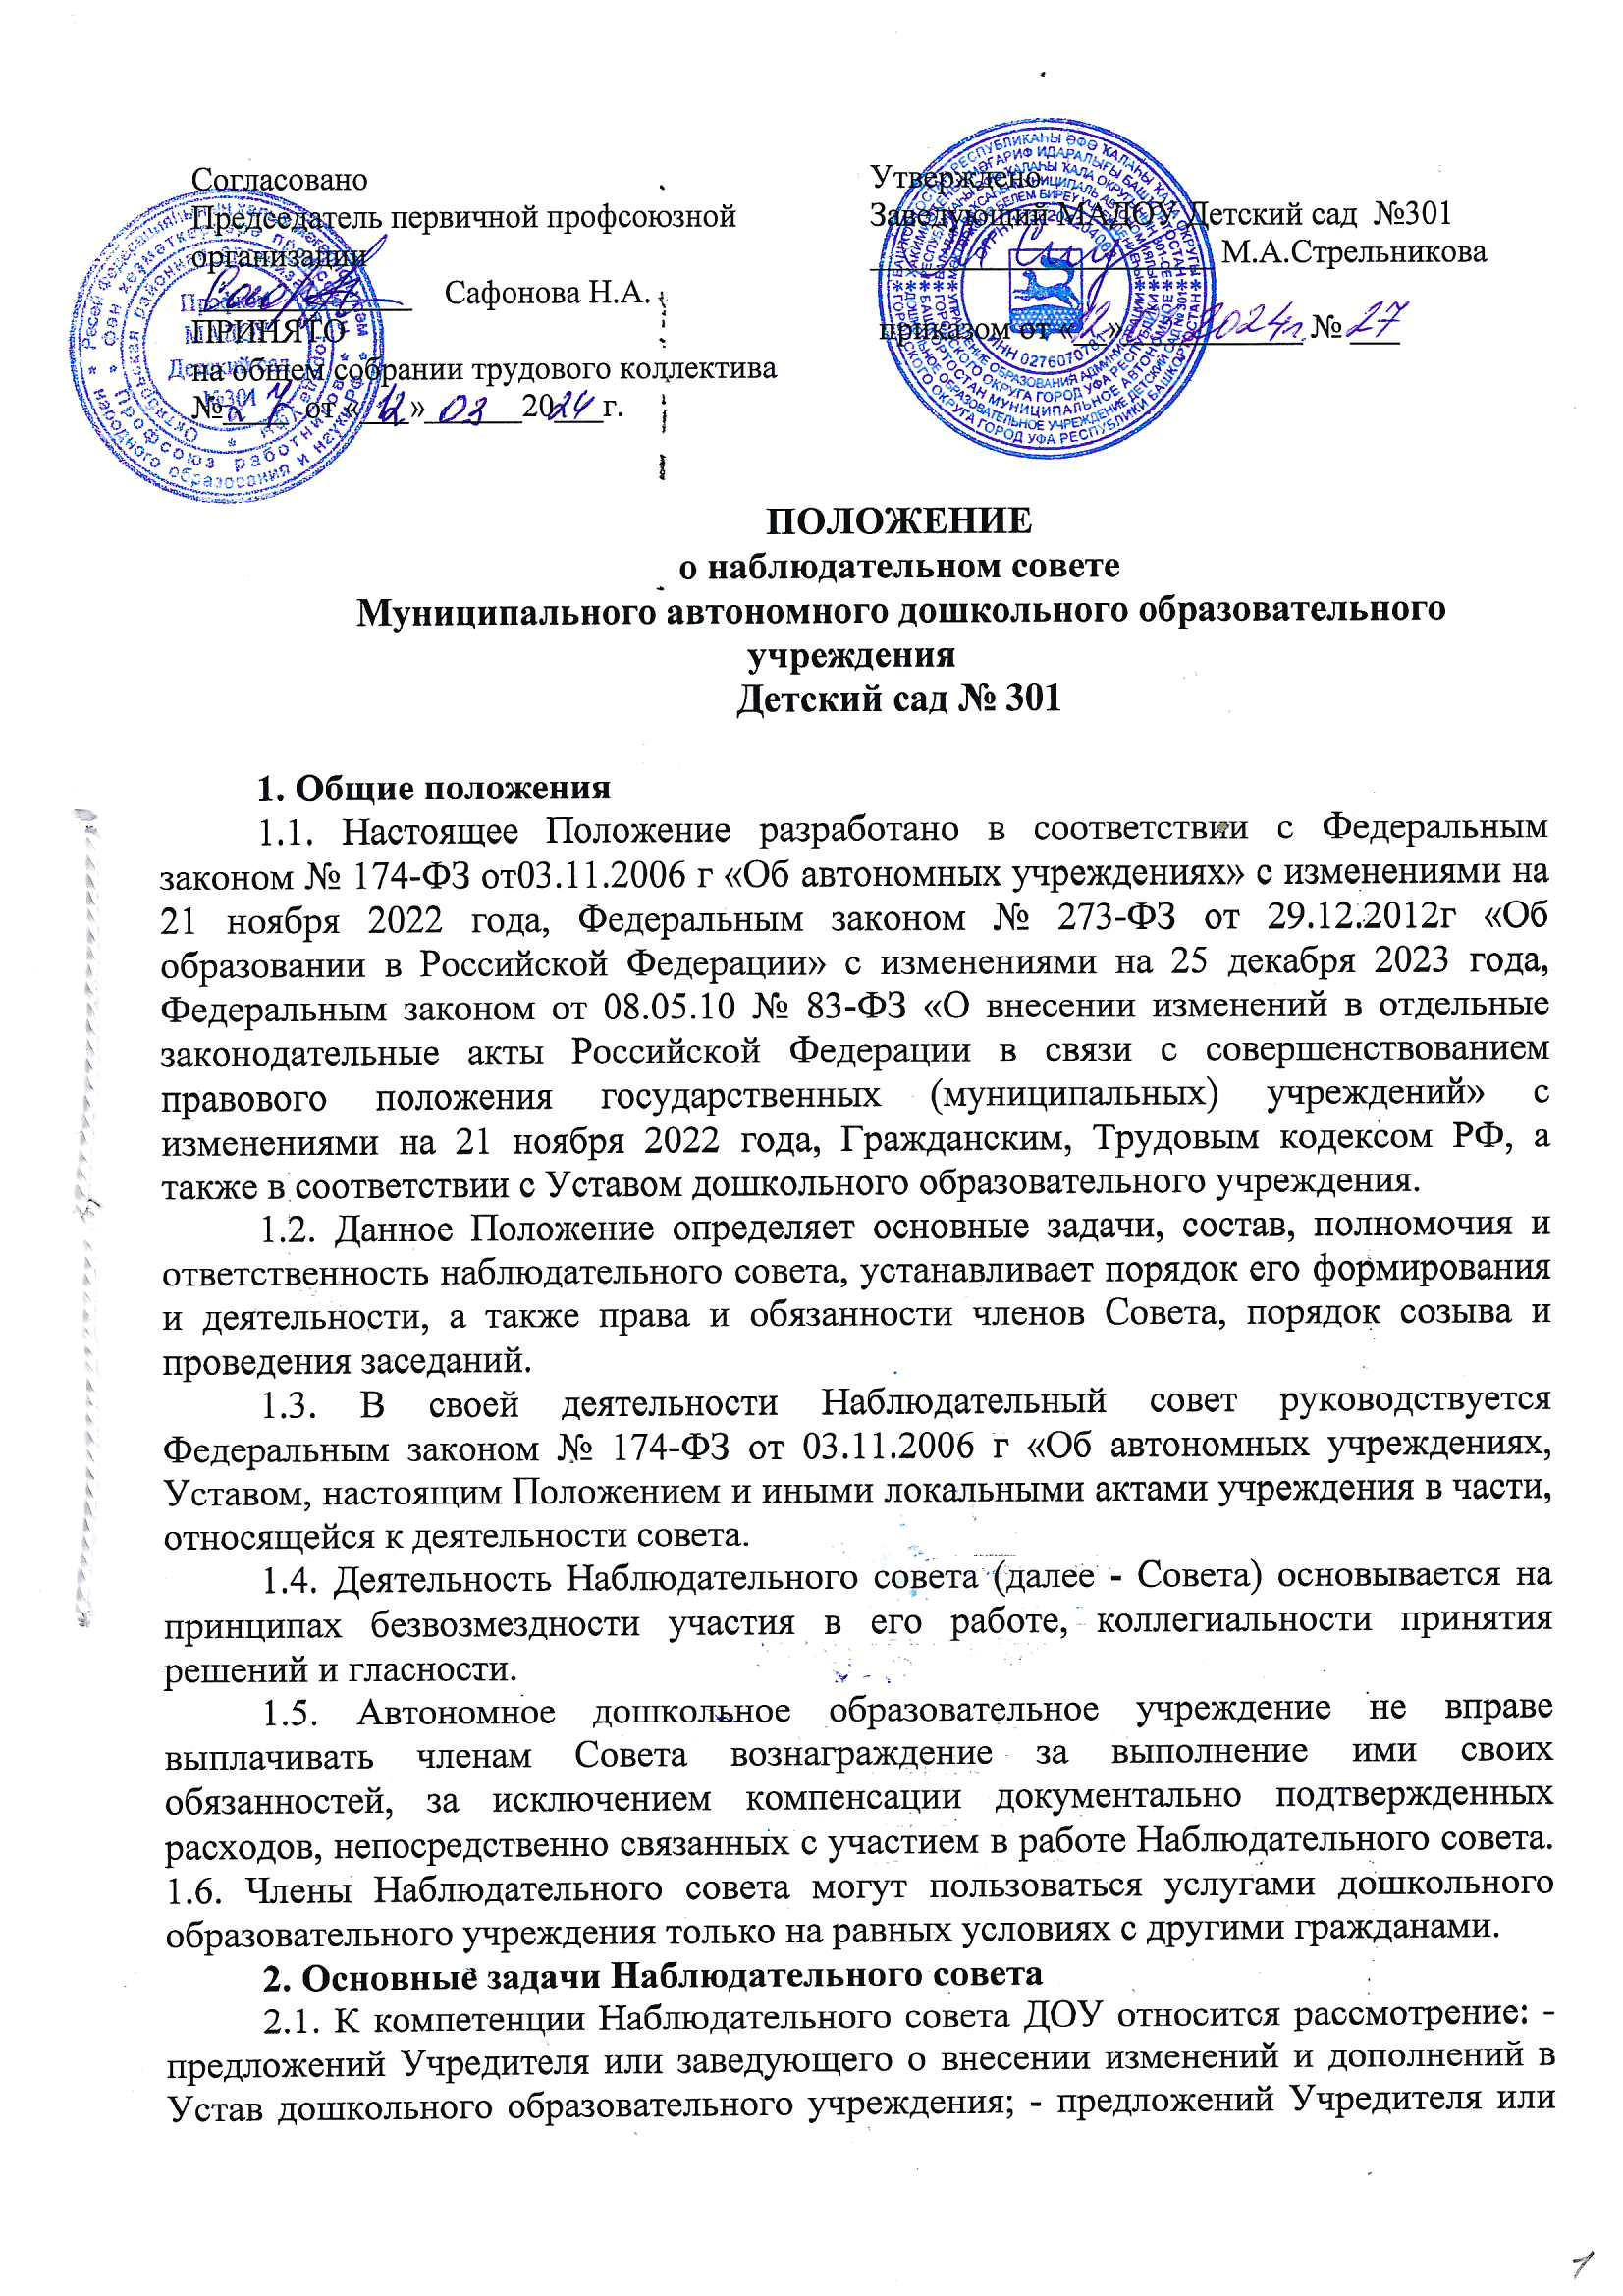 Согласовано
Председатель первичной профсоюзной
организации
Сафонова Н.А.
ПРИНЯТО
на общем собрании трудового коллектива
№ от «12» 03 2024 г.
Утверждено
Заведующий МАДОУ Детский сад №301
М.А.Стрельникова
приказом от «12» 2024г. № 27
ПОЛОЖЕНИЕ
о наблюдательном совете
Муниципального автономного дошкольного образовательного
учреждения
Детский сад № 301
1. Общие положения
1.1. Настоящее Положение разработано в соответствии с Федеральным
законом № 174-ФЗ от03.11.2006 г «Об автономных учреждениях» с изменениями на
21 ноября 2022 года, Федеральным законом № 273-ФЗ от 29.12.2012г «Об
образовании в Российской Федерации» с изменениями на 25 декабря 2023 года,
Федеральным законом от 08.05.10 № 83-ФЗ «О внесении изменений в отдельные
законодательные акты Российской Федерации в связи с совершенствованием
правового положения государственных (муниципальных) учреждений» с
изменениями на 21 ноября 2022 года, Гражданским, Трудовым кодексом РФ, а
также в соответствии с Уставом дошкольного образовательного учреждения.
1.2. Данное Положение определяет основные задачи, состав, полномочия и
ответственность наблюдательного совета, устанавливает порядок его формирования
и деятельности, а также права и обязанности членов Совета, порядок созыва и
проведения заседаний.
1.3. В своей деятельности Наблюдательный совет руководствуется
Федеральным законом № 174-ФЗ от 03.11.2006 г «Об автономных учреждениях,
Уставом, настоящим Положением и иными локальными актами учреждения в части,
относящейся к деятельности совета.
1.4. Деятельность Наблюдательного совета (далее - Совета) основывается на
принципах безвозмездности участия в его работе, коллегиальности принятия
решений и гласности.
1.5. Автономное дошкольное образовательное учреждение не вправе
выплачивать членам Совета вознаграждение за выполнение ими своих
обязанностей, за исключением компенсации документально подтвержденных
расходов, непосредственно связанных с участием в работе Наблюдательного совета.
1.6. Члены Наблюдательного совета могут пользоваться услугами дошкольного
образовательного учреждения только на равных условиях с другими гражданами.
2. Основные задачи Наблюдательного совета
2.1. К компетенции Наблюдательного совета ДОУ относится рассмотрение: -
предложений Учредителя или заведующего о внесении изменений и дополнений в
Устав дошкольного образовательного учреждения; - предложений Учредителя или
1